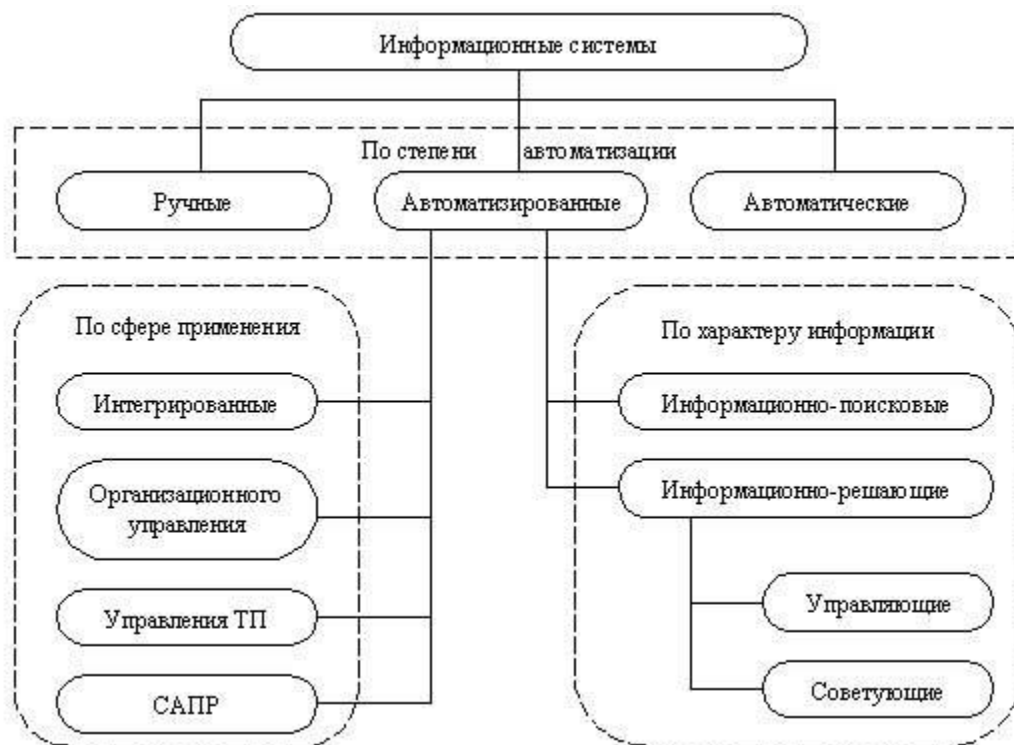 Информационные системы
По степени автоматизации
Ручные
Автоматизированные
Автоматические
По сфере применения
Интегрированные
Организационного
управления
Управления ТП
САПР
По характеру информации
Информационно-поисковые
Информационно-решающие
Управляющие
Советующие